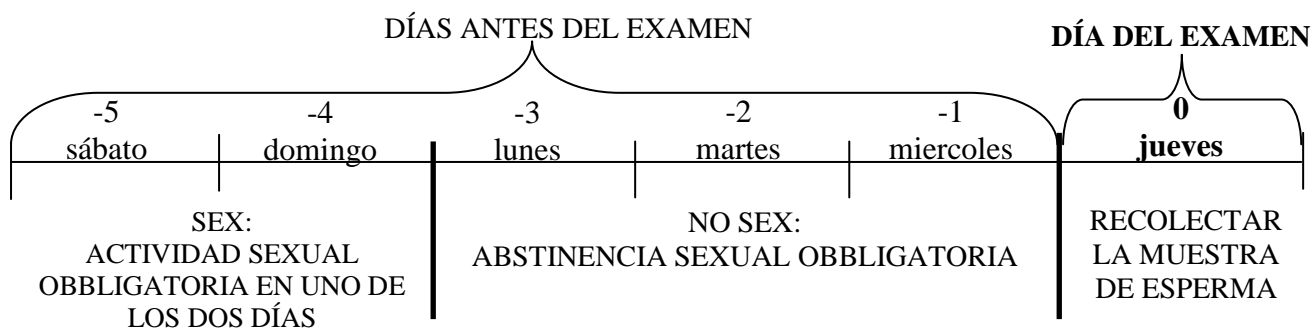 DÍAS ANTES DEL EXAMEN
DÍA DEL EXAMEN
-5 -4 -3 -2 -1 0
sábato domingo lunes martes miercoles jueves
SEX:
ACTIVIDAD SEXUAL
OBBLIGATORIA EN UNO DE
LOS DOS DÍAS
NO SEX:
ABSTINENCIA SEXUAL OBBLIGATORIA
RECOLECTAR
LA MUESTRA
DE ESPERMA